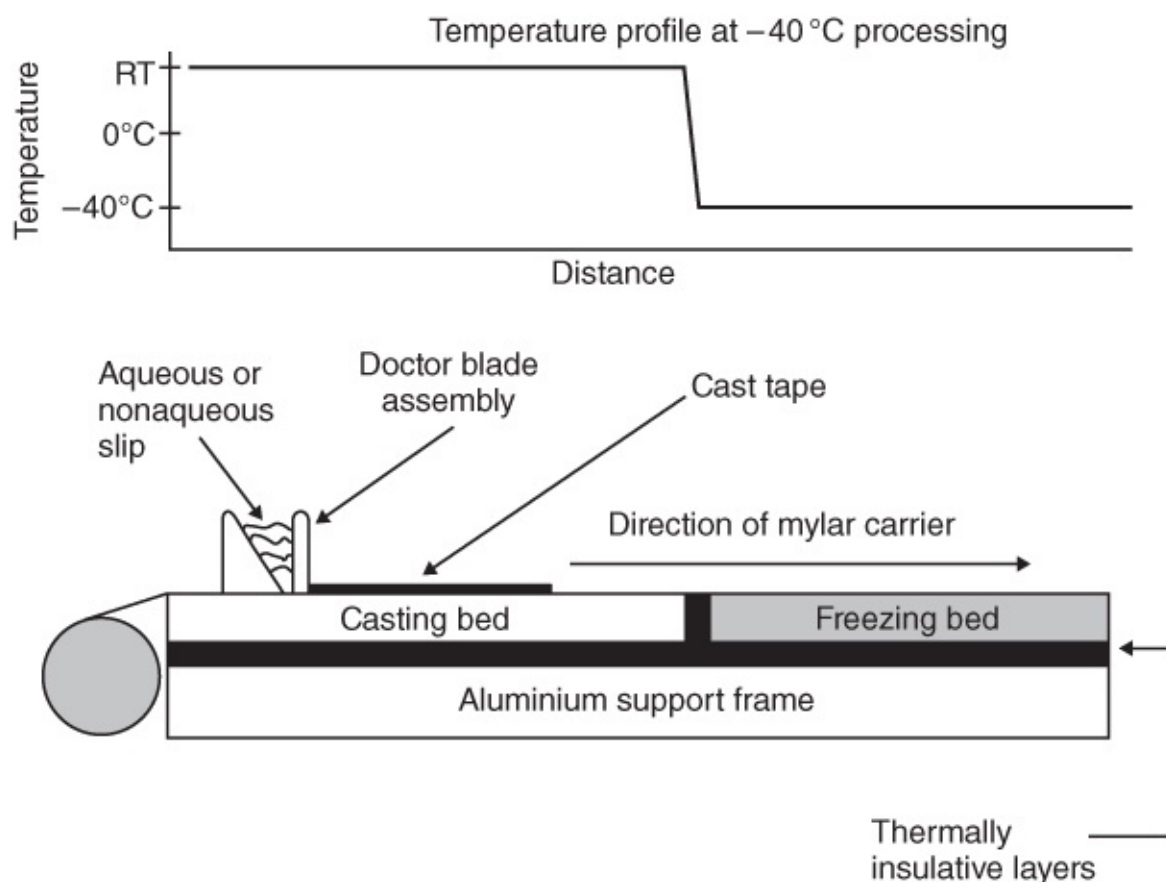 Temperature profile at –40 °C processing
Temperature
RT
0°C
–40°C
Distance
Aqueous or
nonaqueous
slip
Doctor blade
assembly
Cast tape
Direction of mylar carrier
Casting bed
Freezing bed
Aluminium support frame
Thermally
insulative layers